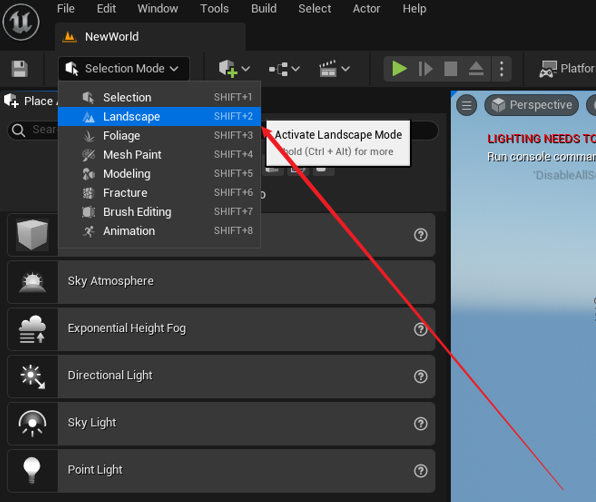 File Edit Window Tools Build Select Actor Help
NewWorld
Selection Mode
Platfor
Selection SHIFT+1
Landscape SHIFT+2
Foliage SHIFT+3
Mesh Paint SHIFT+4
Modeling SHIFT+5
Fracture SHIFT+6
Brush Editing SHIFT+7
Animation SHIFT+8
Place A
Sear
Activate Landscape Mode
hold (Ctrl + Alt) for more
Perspective
LIGHTING NEEDS TO
Run console comma
'DisableAllS
Sky Atmosphere
Exponential Height Fog
Directional Light
Sky Light
Point Light